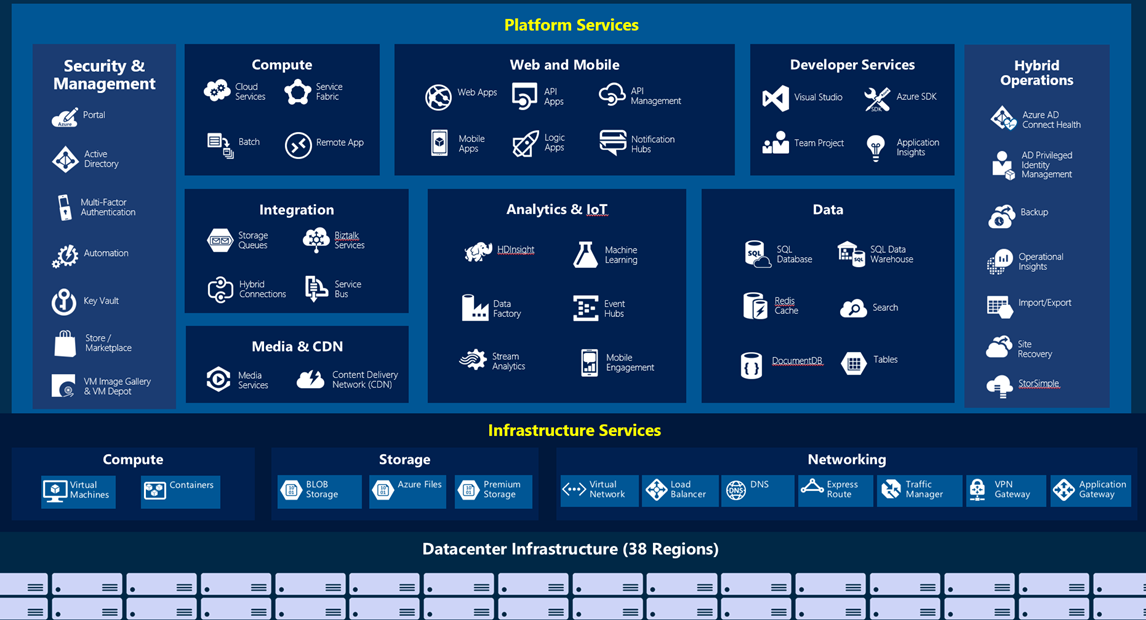 Platform Services
Security &
Management
Portal
Azure
Active
Directory
Multi-Factor
Authentication
Automation
Key Vault
Store /
Marketplace
VM Image Gallery
& VM Depot
Compute
Cloud
Services
Service
Fabric
Batch
Remote App
Web and Mobile
Web Apps
API
Apps
API
Management
Mobile
Apps
Logic
Apps
Notification
Hubs
Developer Services
Visual Studio
SDK
Azure SDK
Team Project
Application
Insights
Integration
Storage
Queues
Biztalk
Services
Hybrid
Connections
Service
Bus
Media & CDN
Media
Services
Content Delivery
Network (CDN)
Analytics & IoT
HDInsight
Machine
Learning
Data
Factory
Event
Hubs
Stream
Analytics
Mobile
Engagement
Data
SQL
SQL
Database
SQL
SQL Data
Warehouse
Redis
Cache
Search
{ }
DocumentDB
Tables
Hybrid
Operations
Azure AD
Connect Health
AD Privileged
Identity
Management
Backup
Operational
Insights
Import/Export
Site
Recovery
StorSimple
Infrastructure Services
Compute
Virtual
Machines
Containers
Storage
BLOB
Storage
Azure Files
Premium
Storage
Networking
Virtual
Network
Load
Balancer
DNS
DNS
Express
Route
Traffic
Manager
VPN
Gateway
Application
Gateway
Datacenter Infrastructure (38 Regions)